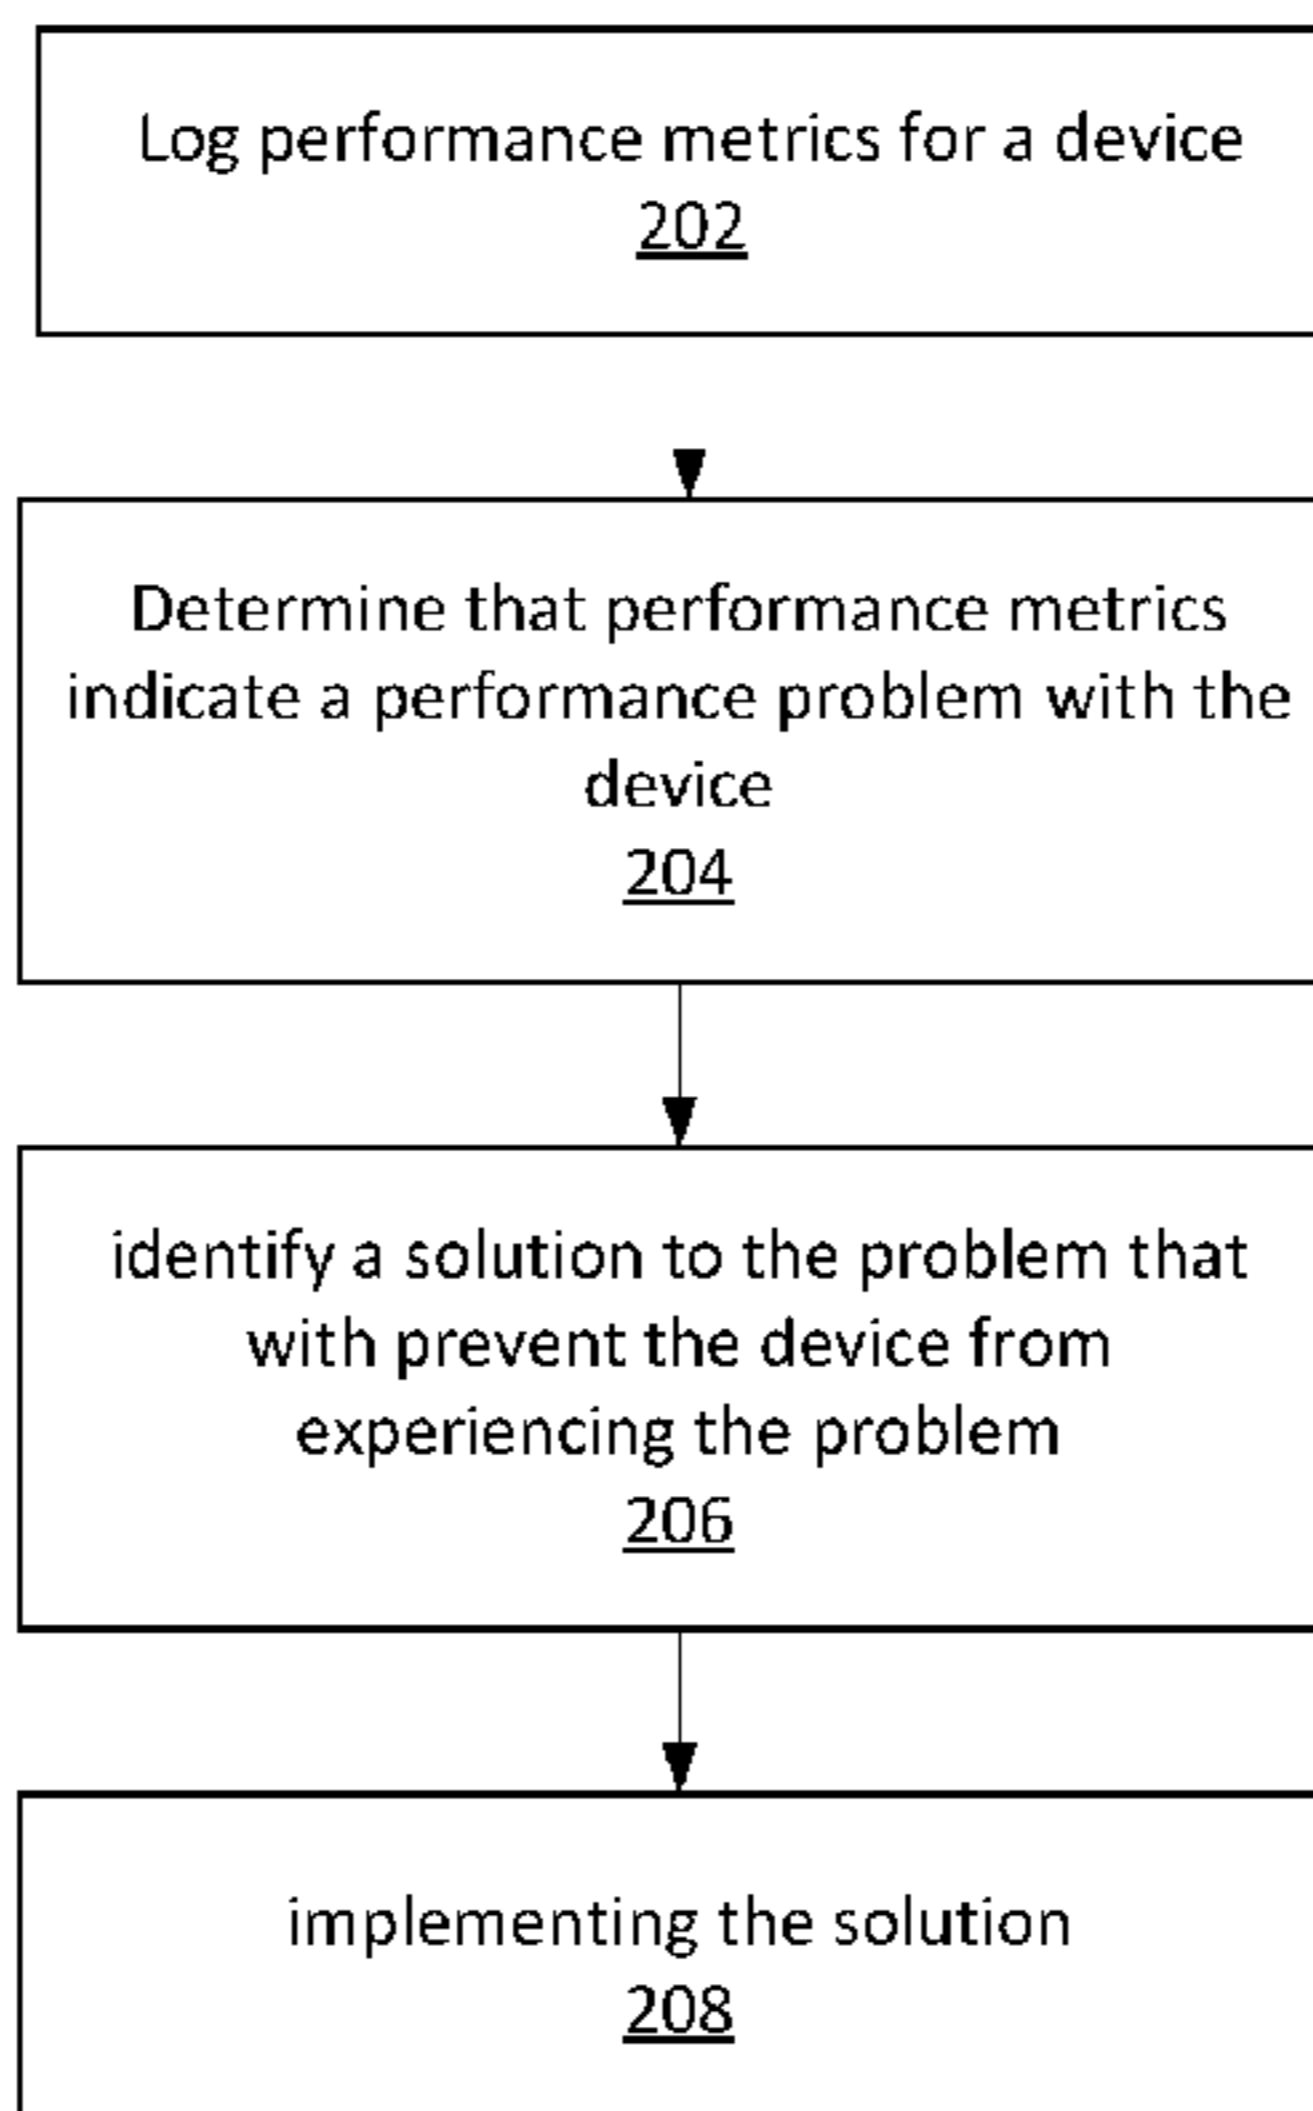 Log performance metrics for a device
202
Determine that performance metrics
indicate a performance problem with the
device
204
identify a solution to the problem that
with prevent the device from
experiencing the problem
206
implementing the solution
208